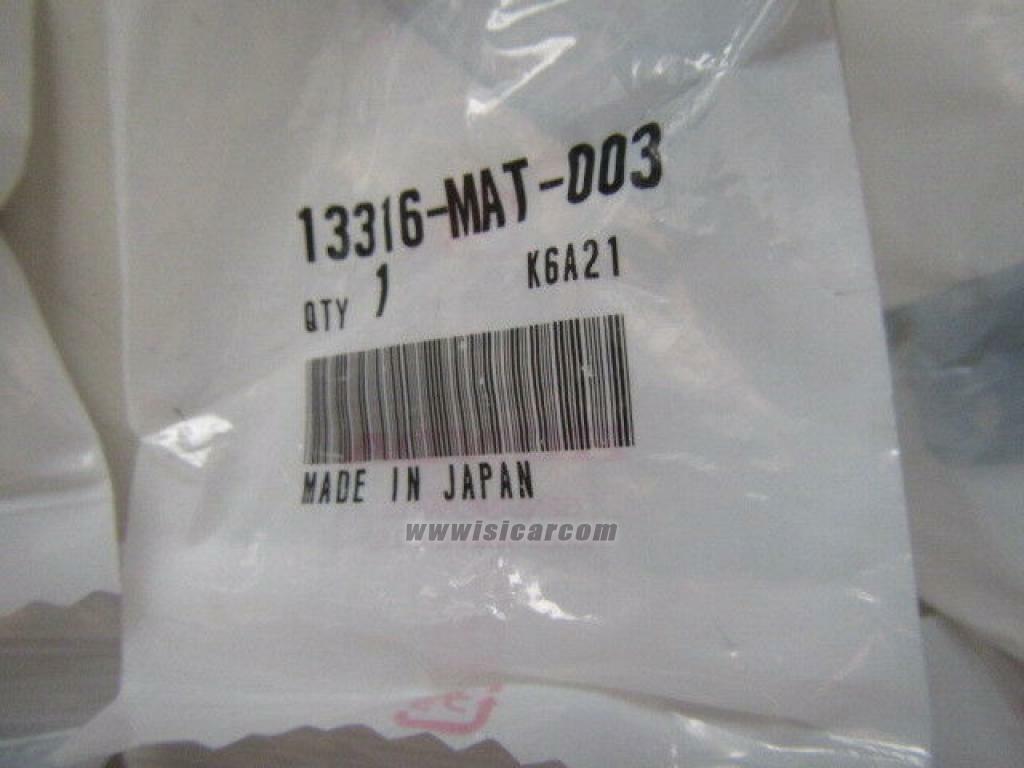 13316-MAT-003
QTY 1 K6A21
MADE IN JAPAN
wwwisicarcom